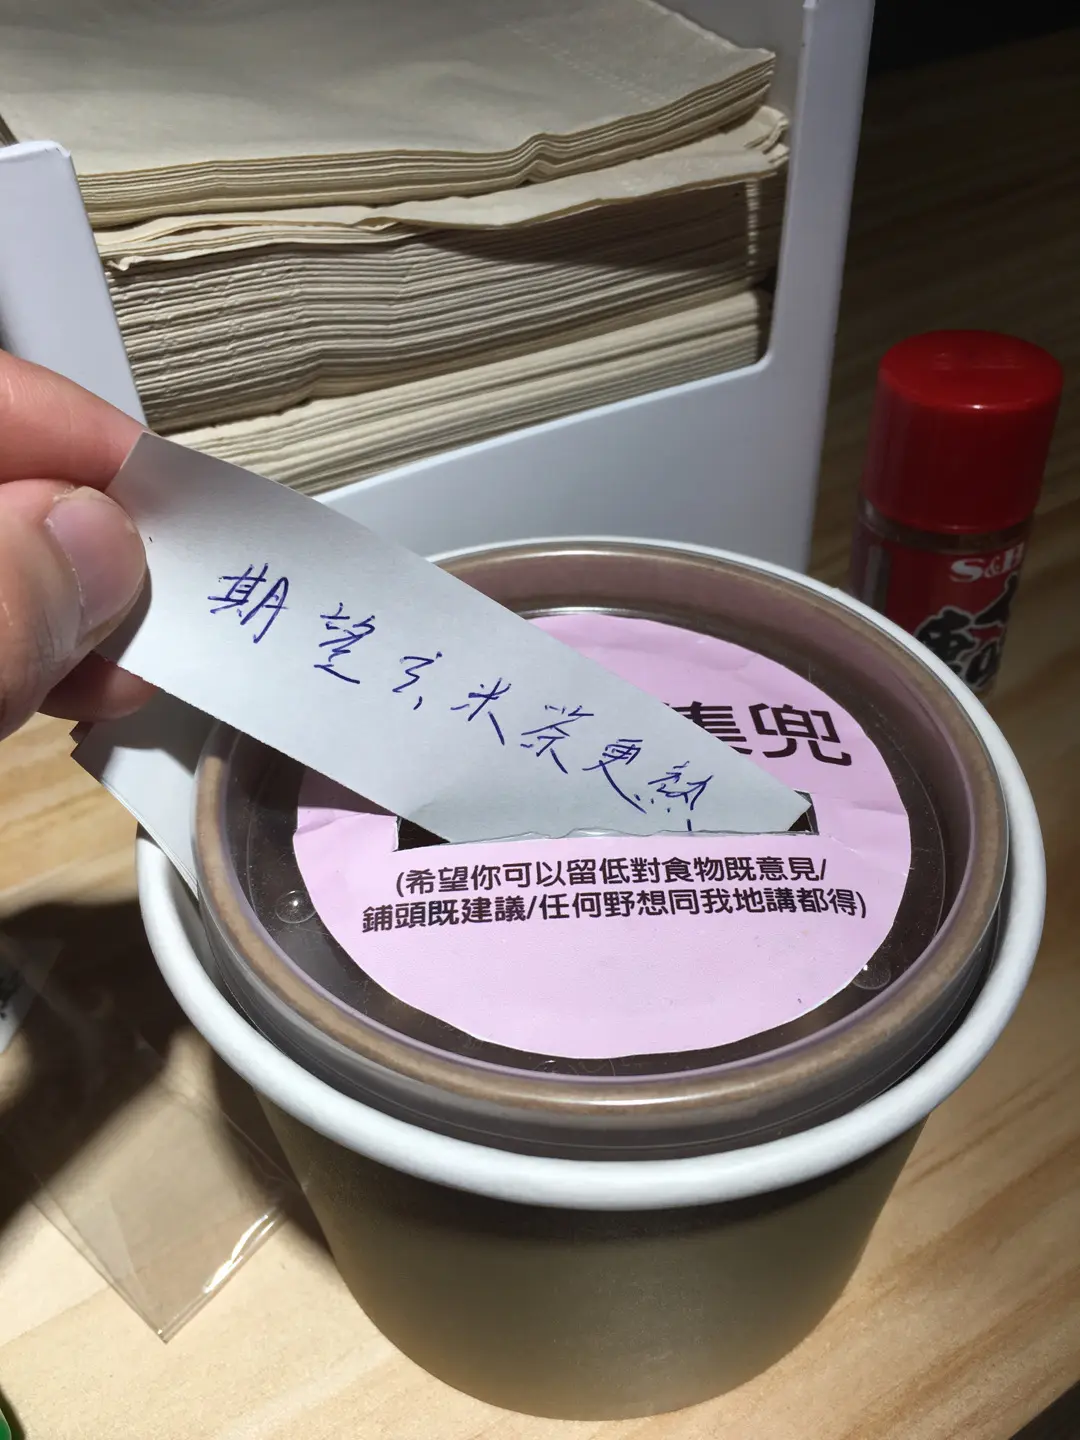 期望玄米茶更熱
集兜
(希望你可以留低對食物既意見/
鋪頭既建議/任何野想同我地講都得)
S&B